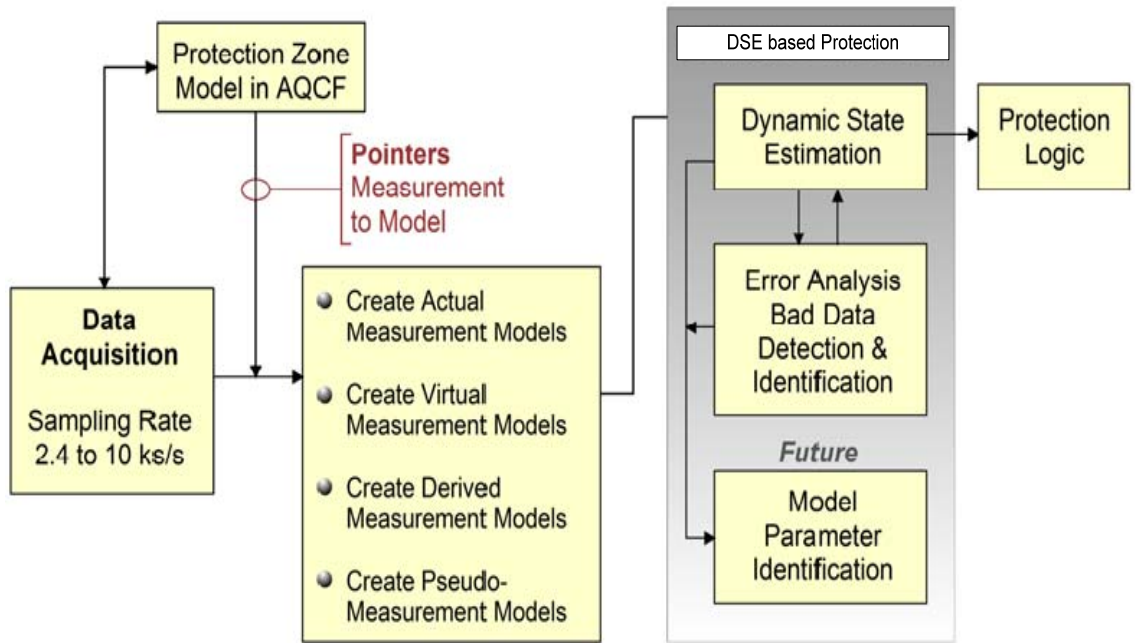 Protection Zone
Model in AQCF
Pointers
Measurement
to Model
Data
Acquisition
Sampling Rate
2.4 to 10 ks/s
Create Actual
Measurement Models
Create Virtual
Measurement Models
Create Derived
Measurement Models
Create Pseudo-
Measurement Models
DSE based Protection
Dynamic State
Estimation
Error Analysis
Bad Data
Detection &
Identification
Future
Model
Parameter
Identification
Protection
Logic